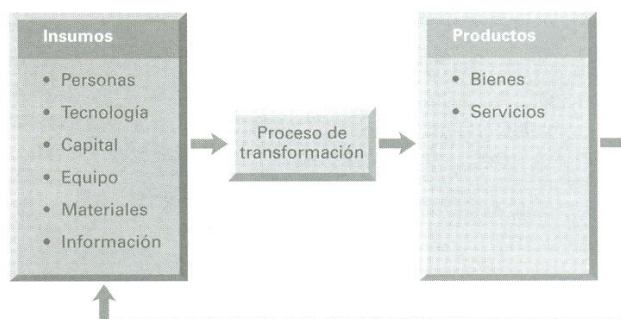 Insumos
• Personas
• Tecnología
• Capital
• Equipo
• Materiales
• Información
Proceso de
transformación
Productos
• Bienes
• Servicios